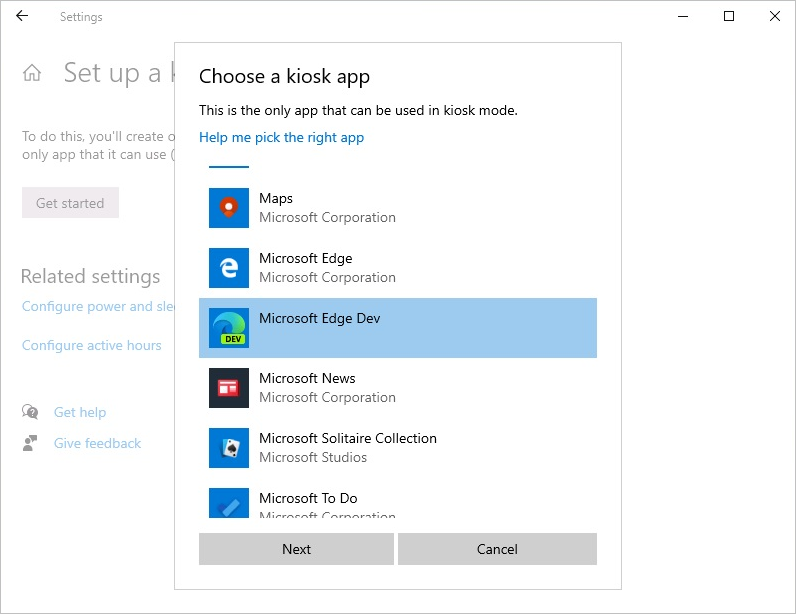 Settings
Set up a k
To do this, you'll create o
only app that it can use (
Get started
Related settings
Configure power and slee
Configure active hours
Get help
Give feedback
Choose a kiosk app
This is the only app that can be used in kiosk mode.
Help me pick the right app
Maps
Microsoft Corporation
Microsoft Edge
Microsoft Corporation
DEV
Microsoft Edge Dev
Microsoft News
Microsoft Corporation
Microsoft Solitaire Collection
Microsoft Studios
Microsoft To Do
Microsoft Corporation
Next
Cancel